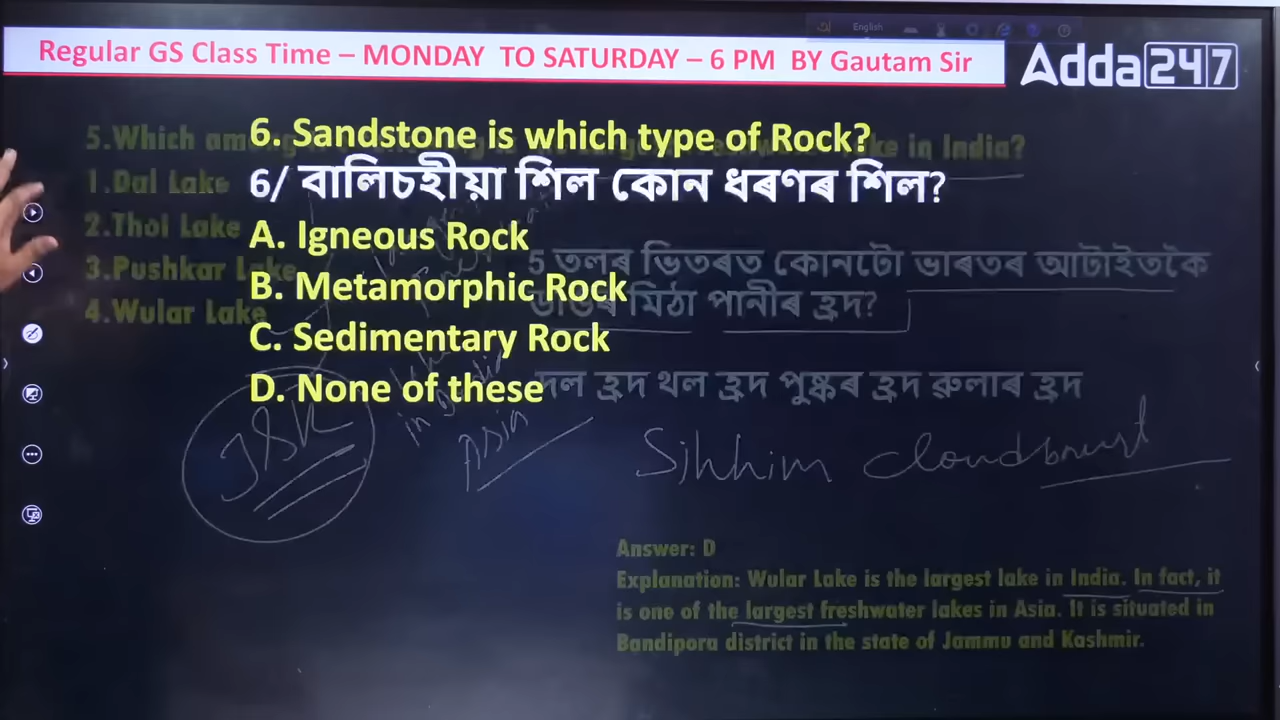 English
Regular GS Class Time – MONDAY TO SATURDAY – 6 PM BY Gautam Sir
Adda247
6. Sandstone is which type of Rock?
6/ বালিচহীয়া শিল কোন ধৰণৰ শিল?
A. Igneous Rock
B. Metamorphic Rock
C. Sedimentary Rock
D. None of these
5.Which among lake in India?
1.Dal Lake
2.Thol Lake
3.Pushkar Lake
4.Wular Lake
5 তলৰ ভিতৰত কোনটো ভাৰতৰ আটাইতকৈ
ডাঙৰ মিঠা পানীৰ হ্ৰদ?
দল হ্ৰদ থল হ্ৰদ পুষ্কৰ হ্ৰদ ৱুলাৰ হ্ৰদ
J&K
in
Asia
Sikkim cloudburst
Answer: D
Explanation: Wular Lake is the largest lake in India. In fact, it
is one of the largest freshwater lakes in Asia. It is situated in
Bandipora district in the state of Jammu and Kashmir.